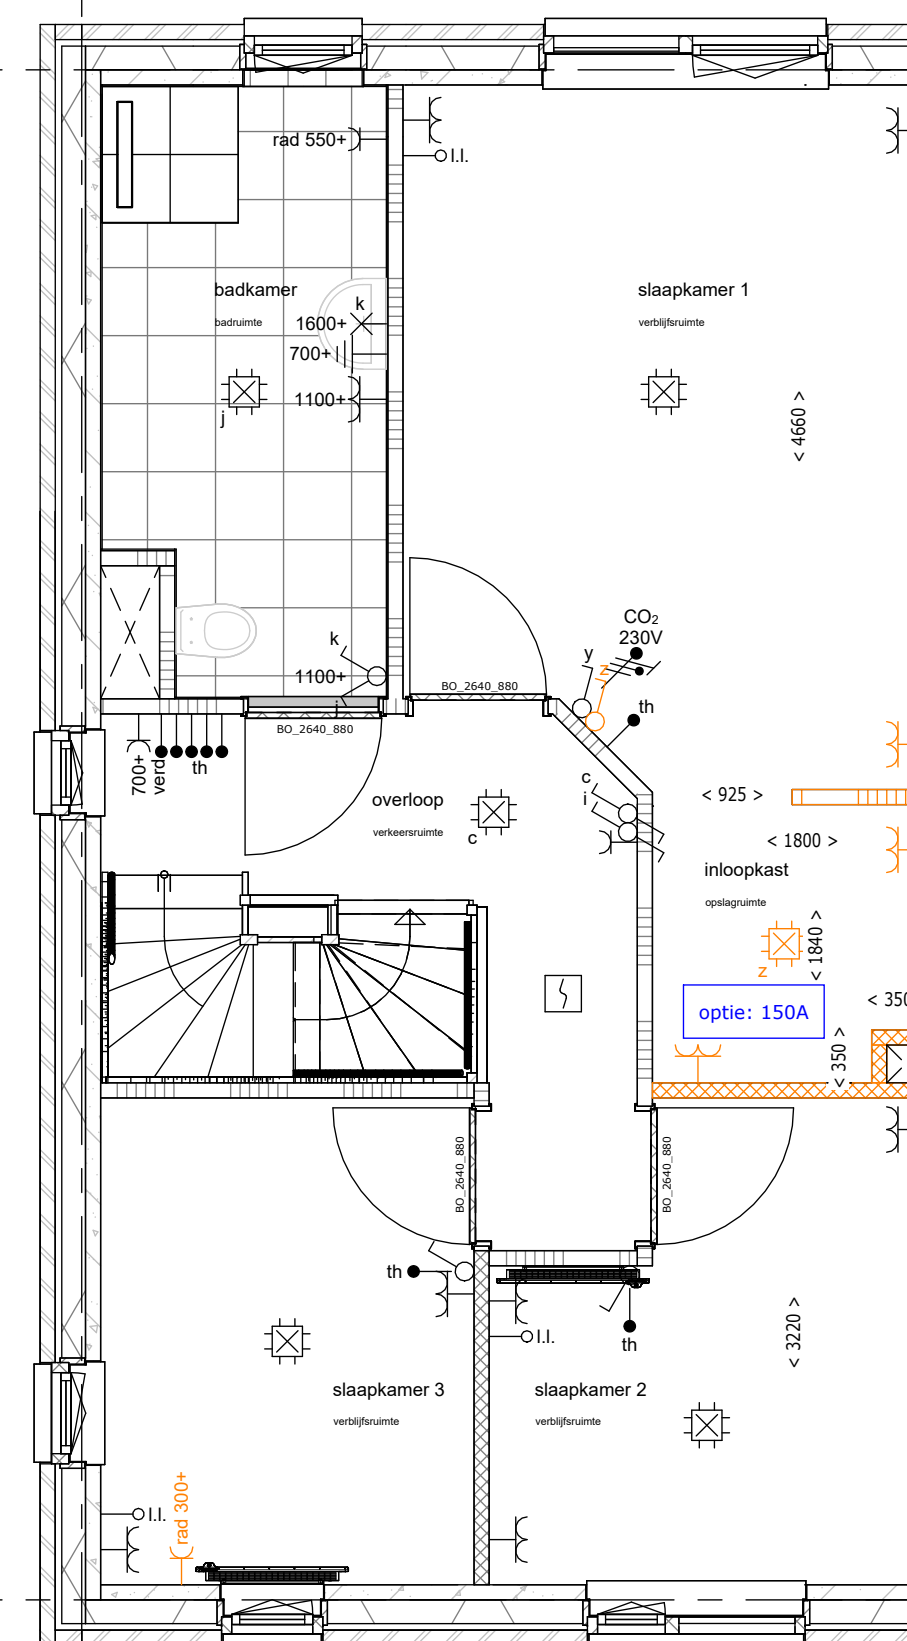 rad 550+
l.l.
badkamer
badruimte
k
1600+
700+
1100+
j
slaapkamer 1
verblijfsruimte
< 4660 >
k
1100+
j
BO_2640_880
CO₂
230V
y
z
th
BO_2640_880
700+
verd
th
overloop
verkeersruimte
c
c
i
< 925 >
< 1800 >
inloopkast
opslagruimte
z
< 1840 >
optie: 150A
< 350
< 350 >
BO_2640_880
BO_2640_880
th
l.l.
th
< 3220 >
slaapkamer 3
verblijfsruimte
slaapkamer 2
verblijfsruimte
l.l.
rad 300+